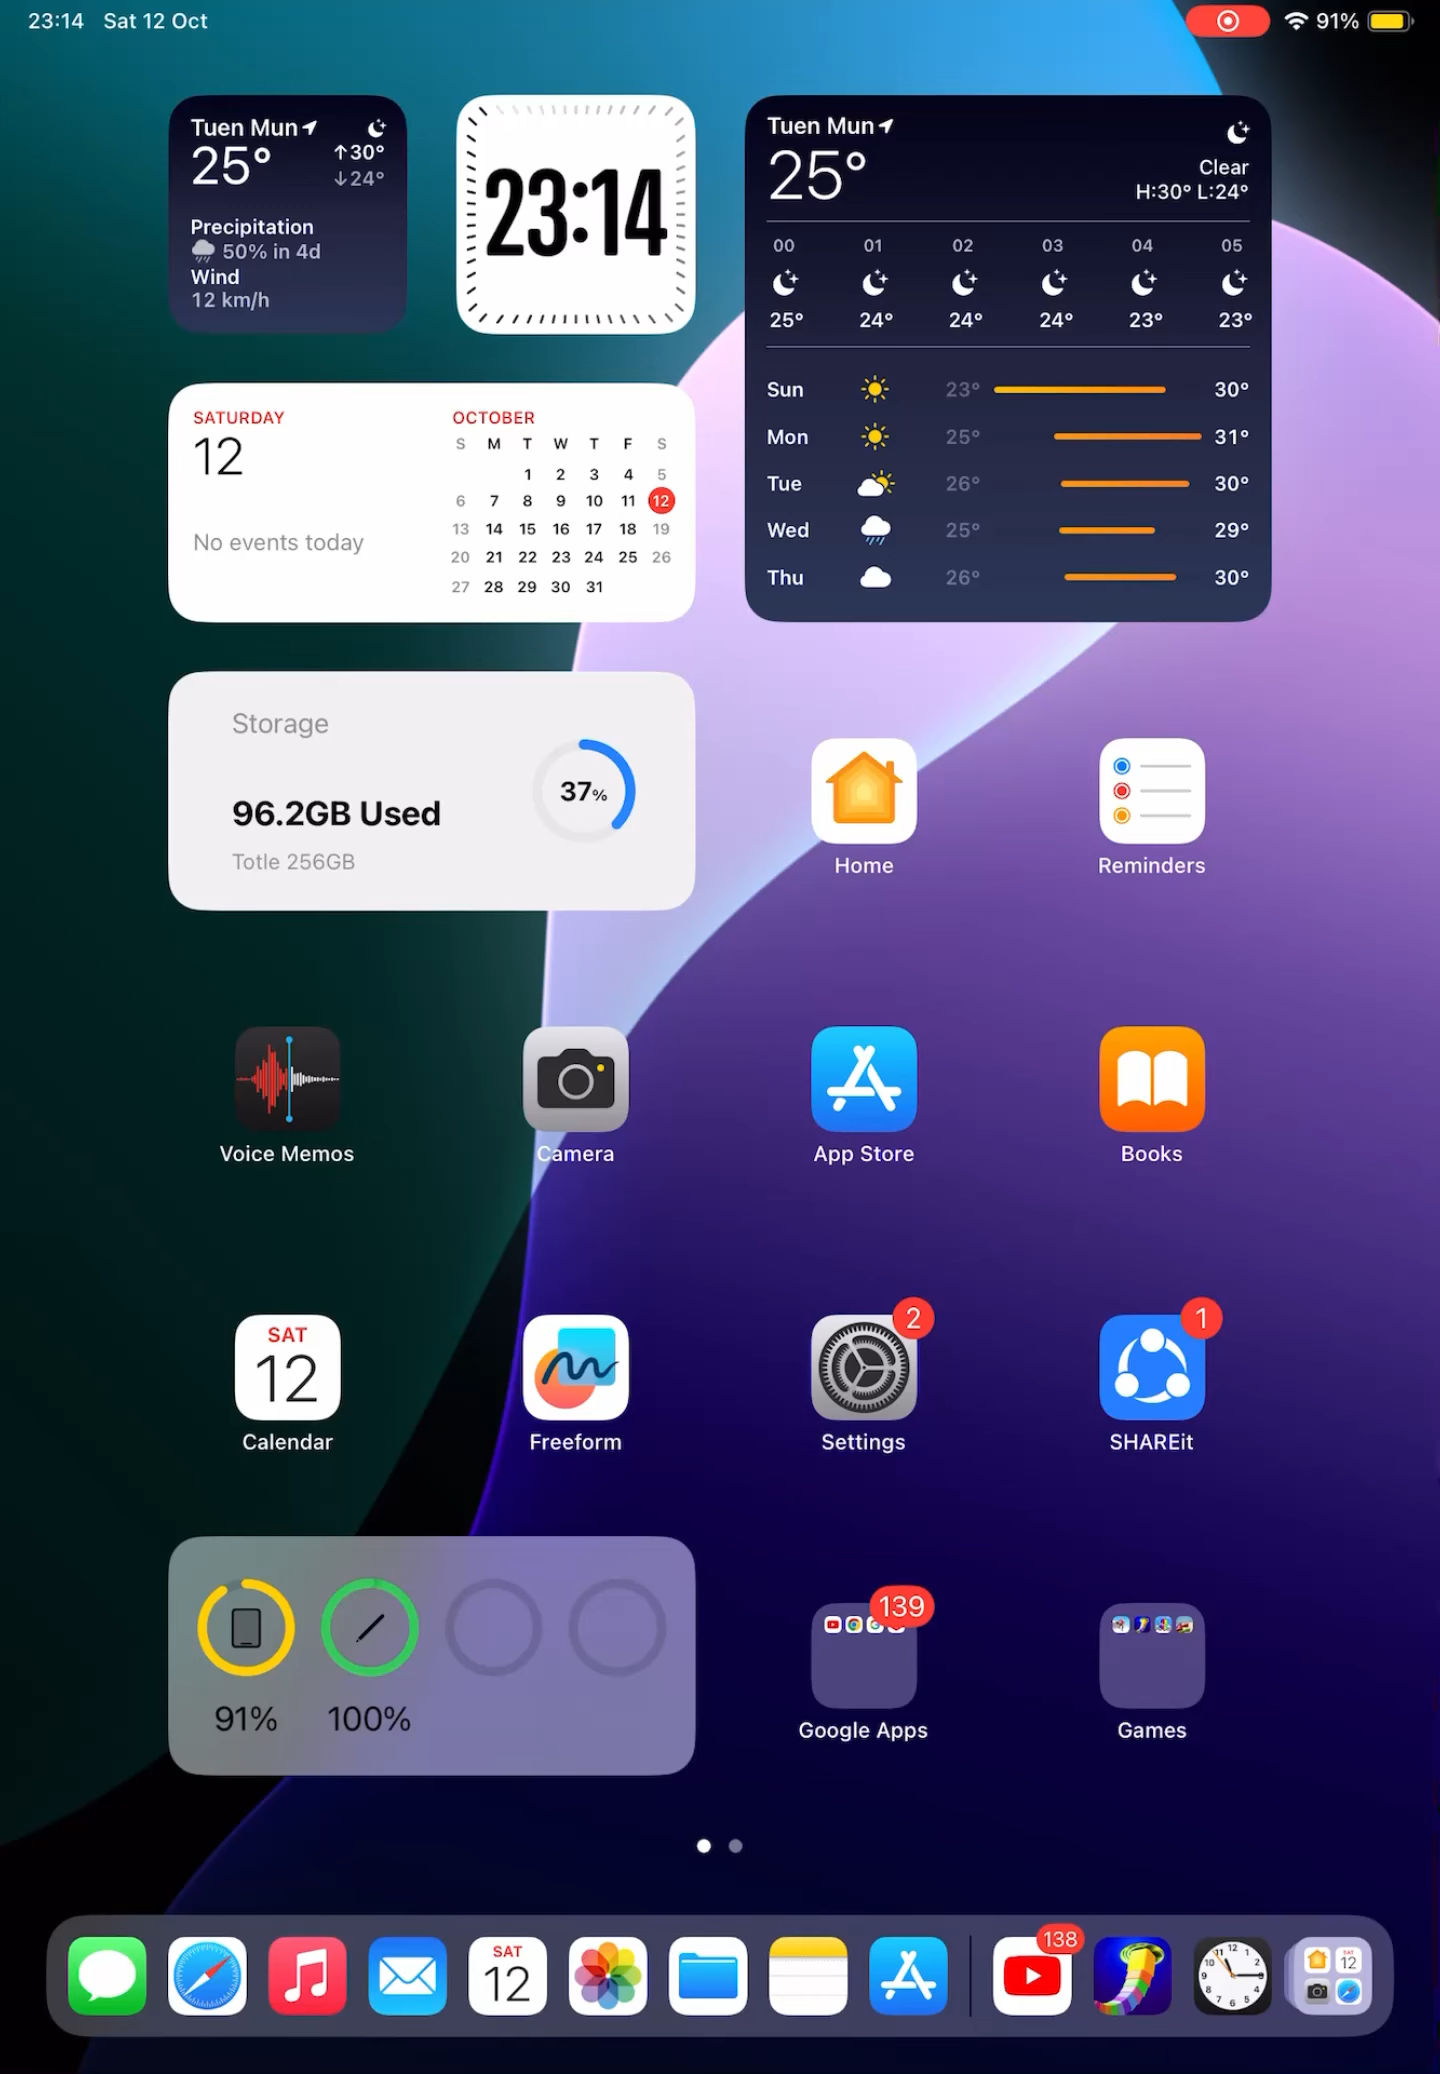 23:14 Sat 12 Oct
91%
Tuen Mun
25°
↑30°
↓24°
Precipitation
50% in 4d
Wind
12 km/h
23:14
Tuen Mun
25°
Clear
H:30° L:24°
00 01 02 03 04 05
25° 24° 24° 24° 23° 23°
Sun 23° 30°
Mon 25° 31°
Tue 26° 30°
Wed 25° 29°
Thu 26° 30°
SATURDAY
12
No events today
OCTOBER
S M T W T F S
1 2 3 4 5
6 7 8 9 10 11 12
13 14 15 16 17 18 19
20 21 22 23 24 25 26
27 28 29 30 31
Storage
96.2GB Used
Totle 256GB
37%
Home
Reminders
Voice Memos
Camera
App Store
Books
SAT
12
Calendar
Freeform
2
Settings
1
SHAREit
91%
100%
139
Google Apps
Games
SAT
12
138